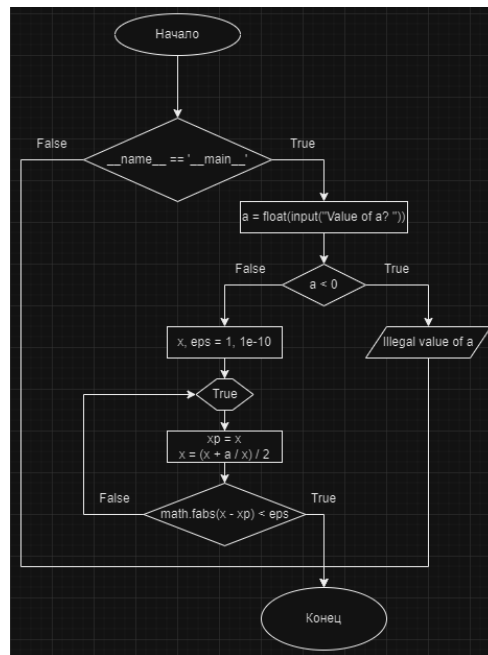 Начало
False
True
__name__ == '__main__'
a = float(input("Value of a? "))
False
True
a < 0
x, eps = 1, 1e-10
Illegal value of a
True
xp = x
x = (x + a / x) / 2
False
True
math.fabs(x - xp) < eps
Конец